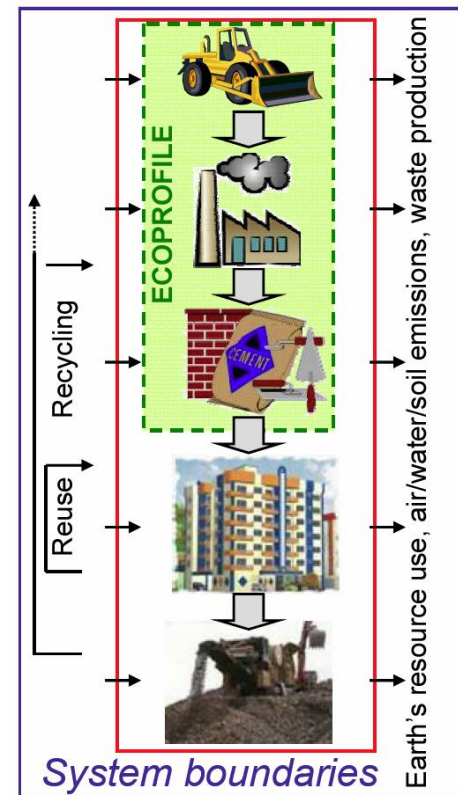 ECOPROFILE
CEMENT
Recycling
Reuse
Earth's resource use, air/water/soil emissions, waste production
System boundaries